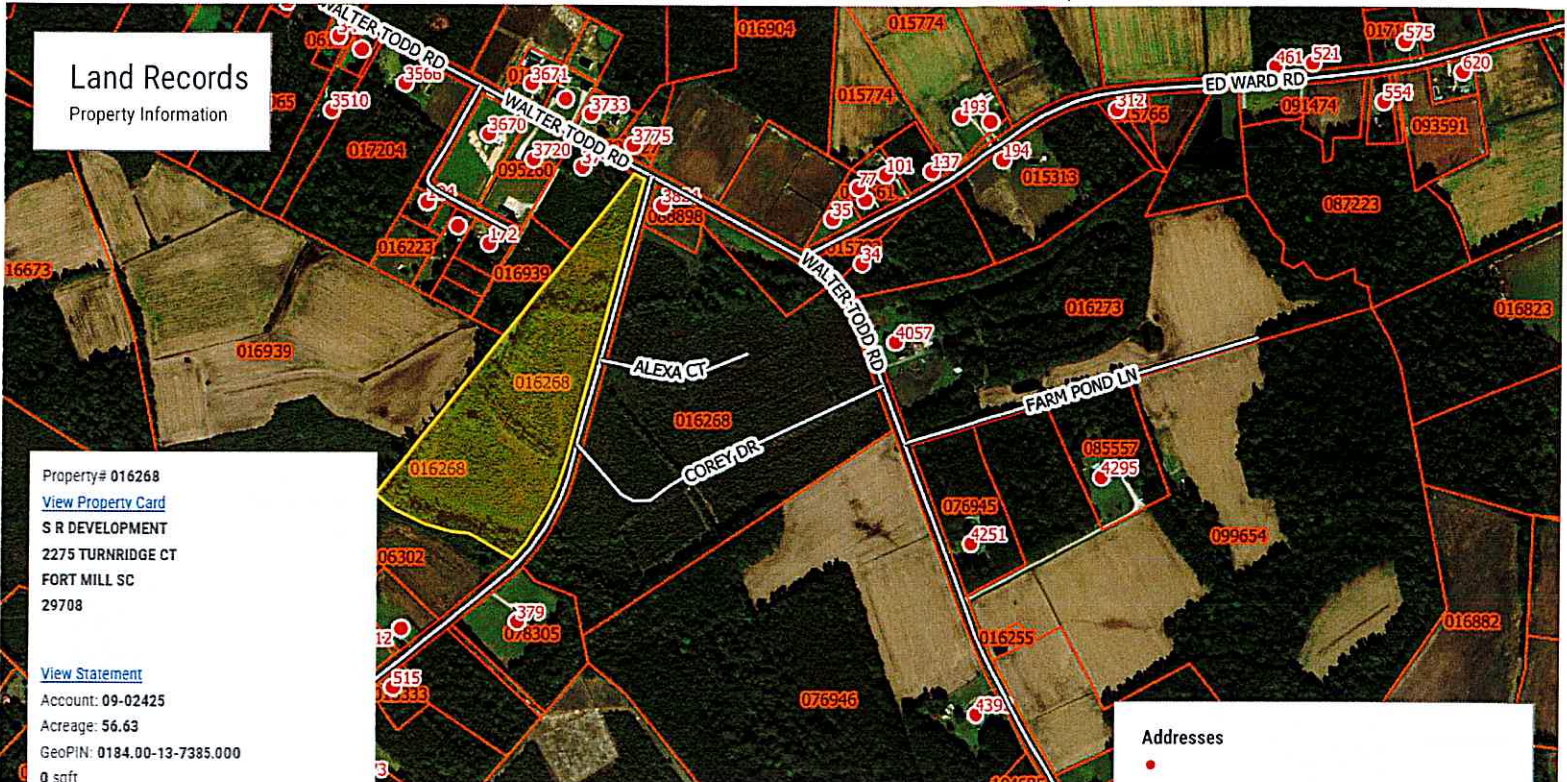 Land Records
Property Information
WALTER TODD RD
016904
015774
575
3566
3671
461
521
620
3510
3733
015774
193
ED WARD RD
312
091474
554
017204
3670
WALTER TODD RD
3775
093591
3720
095260
101
137
194
015313
77
087223
35
016223
172
34
16673
016939
WALTER TODD RD
016273
016823
016939
4057
ALEXA CT
016268
FARM POND LN
016268
COREY DR
085557
4295
016268
076945
4251
099654
06302
379
078305
016882
12
016255
515
076946
Property# 016268
View Property Card
S R DEVELOPMENT
2275 TURNRIDGE CT
FORT MILL SC
29708
View Statement
Account: 09-02425
Acreage: 56.63
GeoPIN: 0184.00-13-7385.000
0 sqft
Addresses